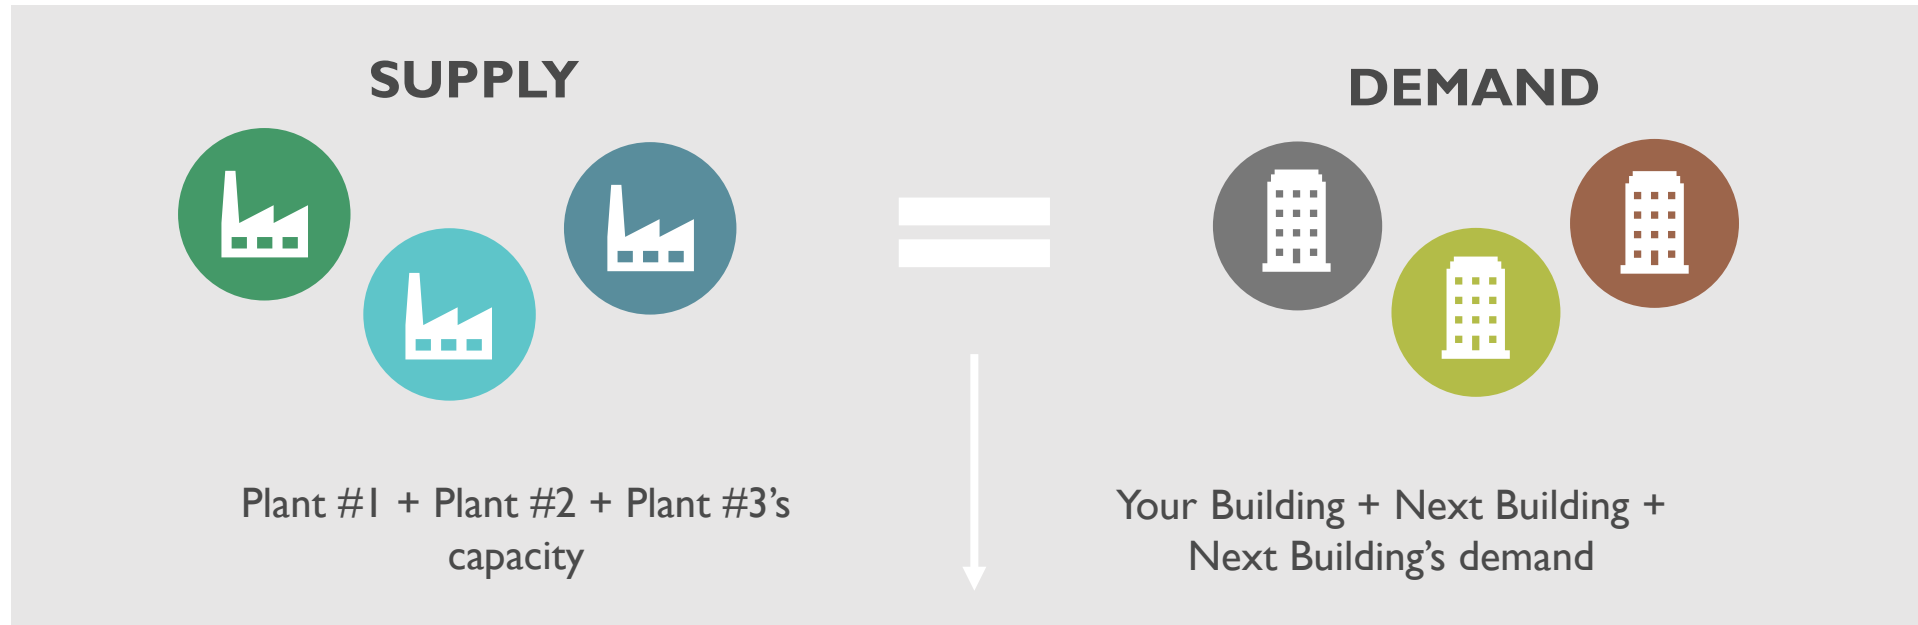 SUPPLY
DEMAND
Plant #1 + Plant #2 + Plant #3’s
capacity
Your Building + Next Building +
Next Building’s demand